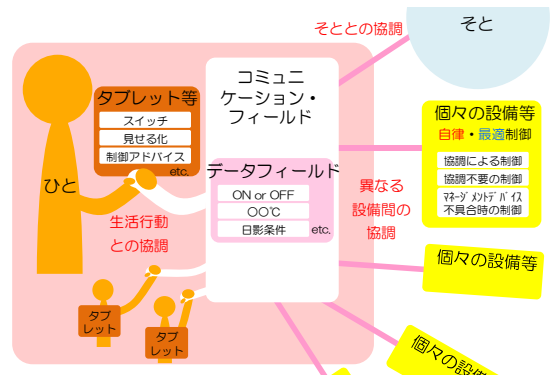 そととの協調
そと
コミュニ
ケーション・
フィールド
タブレット等
スイッチ
見せる化
制御アドバイス
etc.
ひと
生活行動
との協調
データフィールド
ON or OFF
○○℃
日影条件
etc.
異なる
設備間の
協調
個々の設備等
自律・最適制御
協調による制御
協調不要の制御
ﾏﾈｰｼﾞﾒﾝﾄﾃﾞﾊﾞｲｽ
不具合時の制御
個々の設備等
タブ
レット
タブ
レット
個々の設